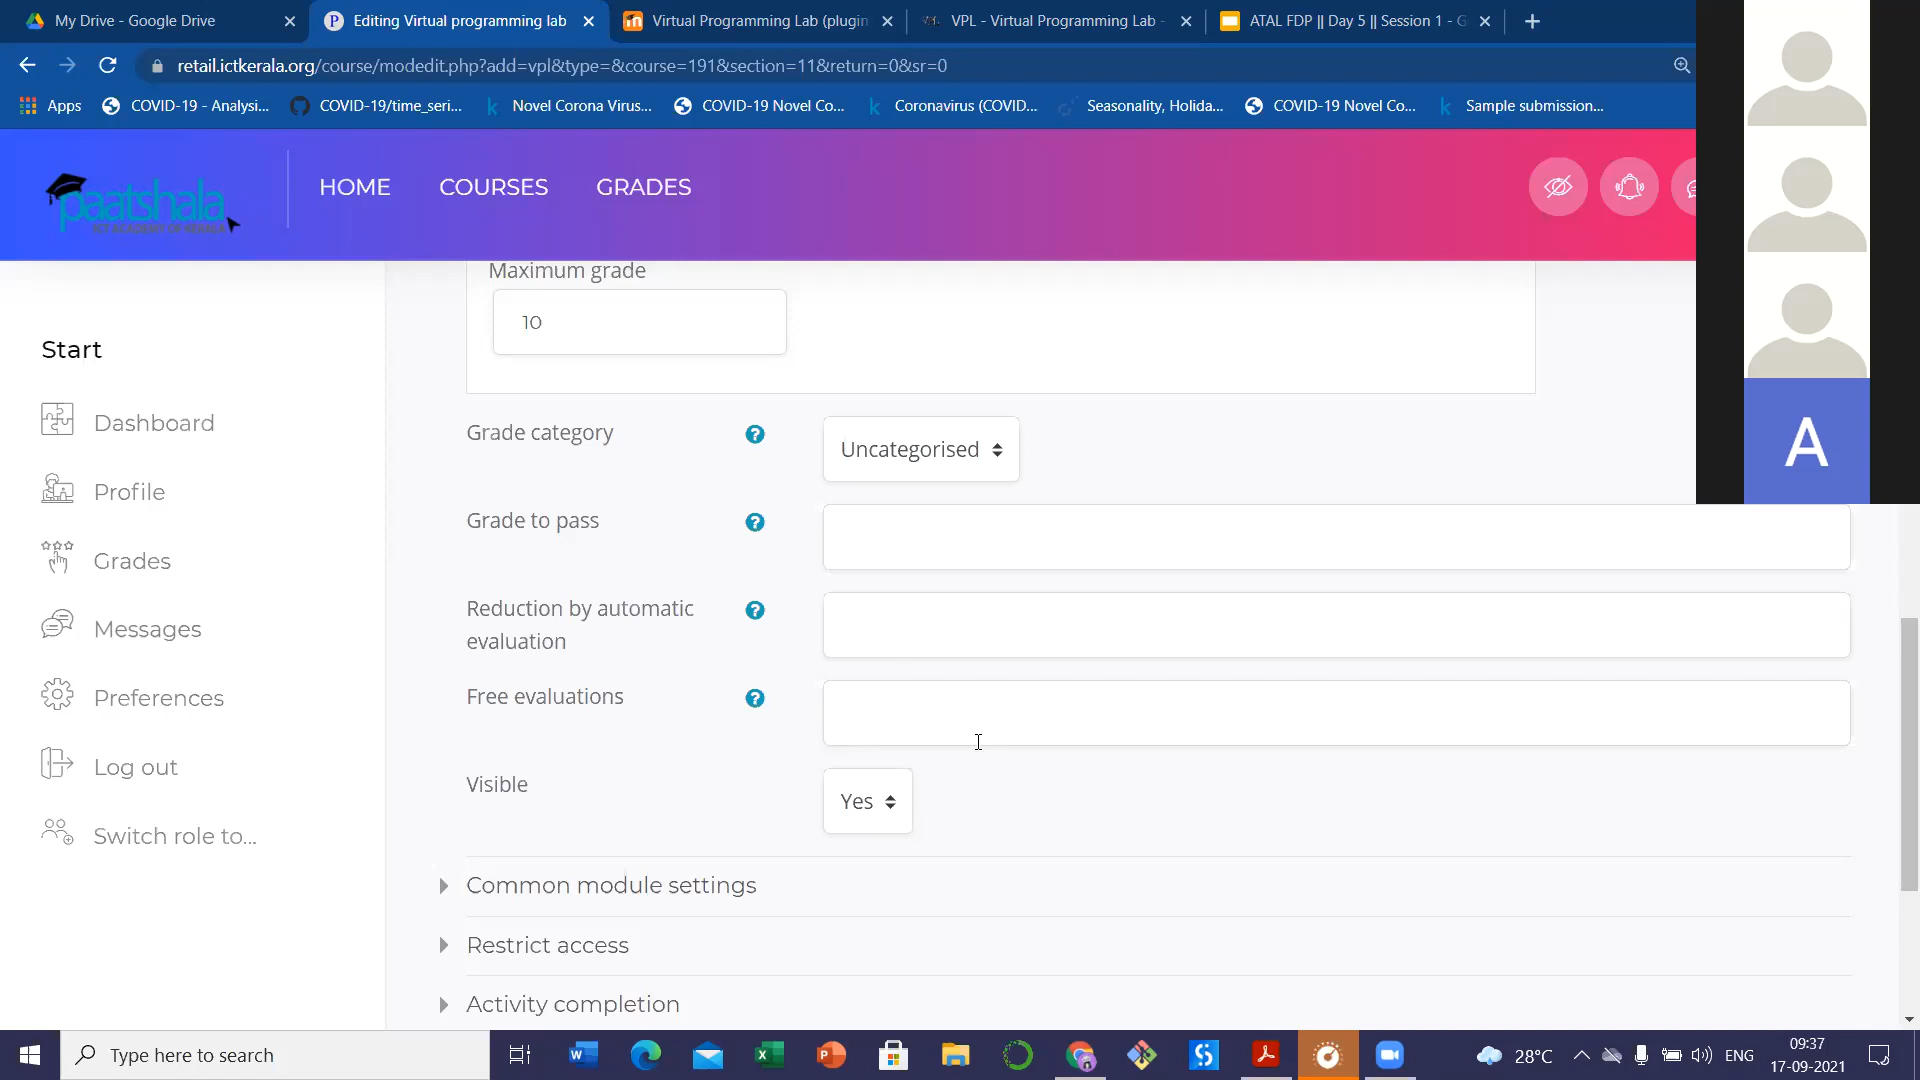 My Drive - Google Drive
Editing Virtual programming lab
Virtual Programming Lab (plugin
VPL - Virtual Programming Lab -
ATAL FDP || Day 5 || Session 1 - G
retail.ictkerala.org/course/modedit.php?add=vpl&type=&course=191&section=11&return=0&sr=0
Apps
COVID-19 - Analysi...
COVID-19/time_seri...
Novel Corona Virus...
COVID-19 Novel Co...
Coronavirus (COVID...
Seasonality, Holida...
COVID-19 Novel Co...
Sample submission...
paatshala
ICT ACADEMY OF KERALA
HOME
COURSES
GRADES
Start
Dashboard
Profile
Grades
Messages
Preferences
Log out
Switch role to...
Maximum grade
10
Grade category
Uncategorised
Grade to pass
Reduction by automatic
evaluation
Free evaluations
Visible
Yes
Common module settings
Restrict access
Activity completion
A
Type here to search
28°C
ENG
09:37
17-09-2021